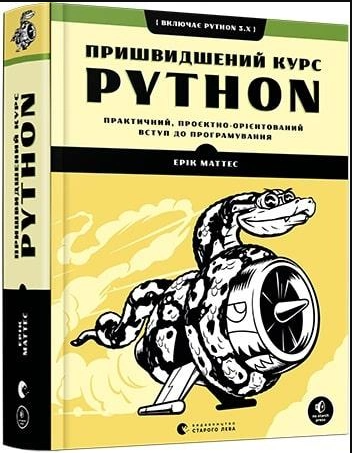 [ ВКЛЮЧАЄ PYTHON 3.X ]
ПРИШВИДШЕНИЙ КУРС
PYTHON
ПРАКТИЧНИЙ, ПРОЄКТНО-ОРІЄНТОВАНИЙ
ВСТУП ДО ПРОГРАМУВАННЯ
ЕРІК МАТТЕС
ВИДАВНИЦТВО
СТАРОГО ЛЕВА
no starch
press
ПРИШВИДШЕНИЙ КУРС
PYTHON
ЕРІК
МАТТЕС